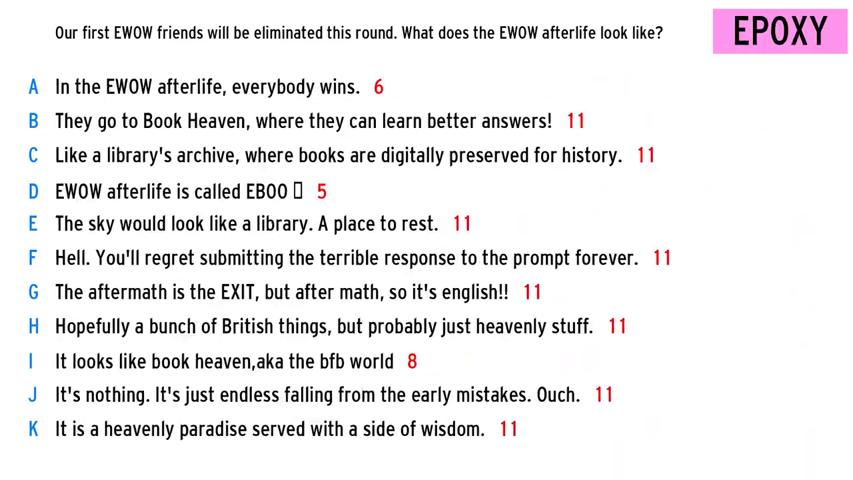 Our first EWOW friends will be eliminated this round. What does the EWOW afterlife look like?
EPOXY
A In the EWOW afterlife, everybody wins. 6
B They go to Book Heaven, where they can learn better answers! 11
C Like a library's archive, where books are digitally preserved for history. 11
D EWOW afterlife is called EBOO ▯ 5
E The sky would look like a library. A place to rest. 11
F Hell. You'll regret submitting the terrible response to the prompt forever. 11
G The aftermath is the EXIT, but after math, so it's english!! 11
H Hopefully a bunch of British things, but probably just heavenly stuff. 11
I It looks like book heaven,aka the bfb world 8
J It's nothing. It's just endless falling from the early mistakes. Ouch. 11
K It is a heavenly paradise served with a side of wisdom. 11